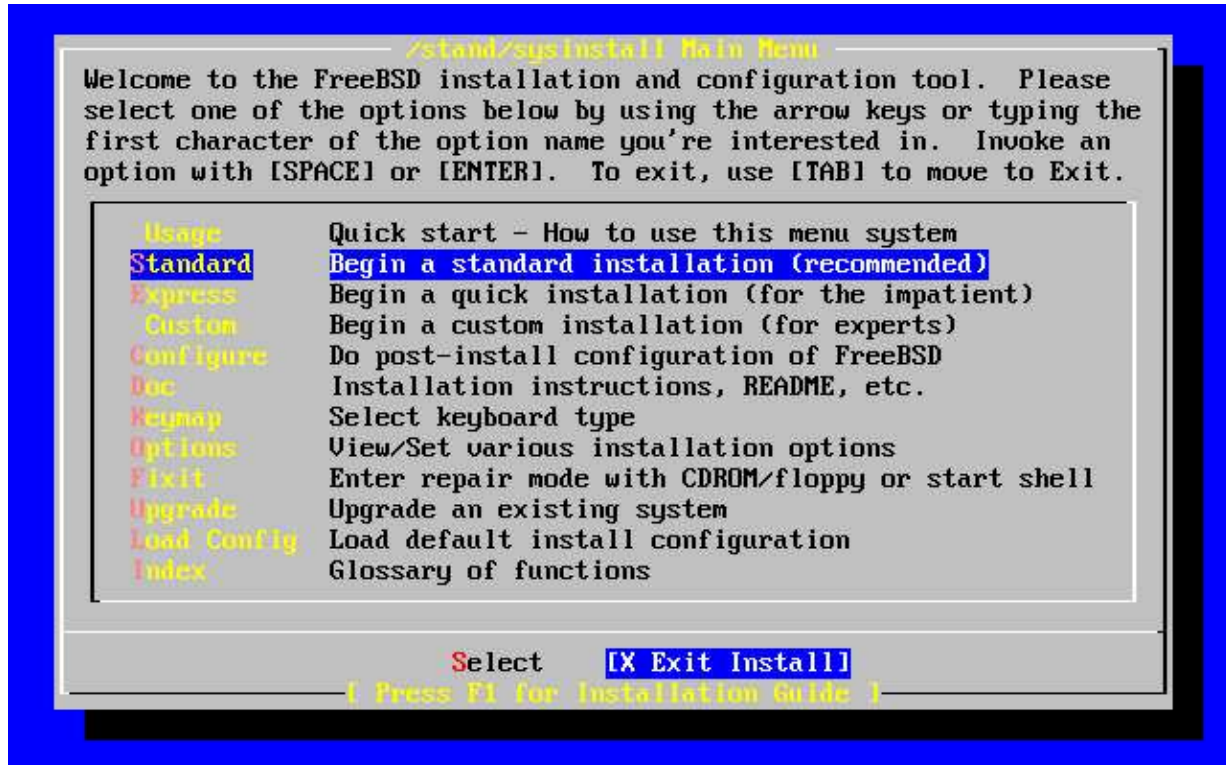 /stand/sysinstall Main Menu
Welcome to the FreeBSD installation and configuration tool.  Please
select one of the options below by using the arrow keys or typing the
first character of the option name you're interested in.  Invoke an
option with [SPACE] or [ENTER].  To exit, use [TAB] to move to Exit.
Usage Quick start - How to use this menu system
Standard Begin a standard installation (recommended)
Express Begin a quick installation (for the impatient)
Custom Begin a custom installation (for experts)
Configure Do post-install configuration of FreeBSD
Doc Installation instructions, README, etc.
Keymap Select keyboard type
Options View/Set various installation options
Fixit Enter repair mode with CDROM/floppy or start shell
Upgrade Upgrade an existing system
Load Config Load default install configuration
Index Glossary of functions
Select [X Exit Install]
[ Press F1 for Installation Guide ]